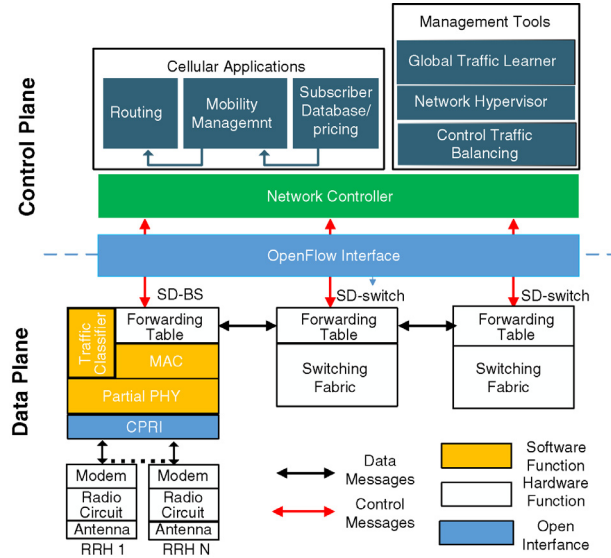 Management Tools
Global Traffic Learner
Network Hypervisor
Control Traffic
Balancing
Cellular Applications
Routing
Mobility
Managemnt
Subscriber
Database/
pricing
Control Plane
Network Controller
OpenFlow Interface
Data Plane
SD-BS
Traffic
Classifier
Forwarding
Table
MAC
Partial PHY
CPRI
SD-switch
Forwarding
Table
Switching
Fabric
SD-switch
Forwarding
Table
Switching
Fabric
Modem
Radio
Circuit
Antenna
RRH 1
Modem
Radio
Circuit
Antenna
RRH N
Data
Messages
Control
Messages
Software
Function
Hardware
Function
Open
Interfance